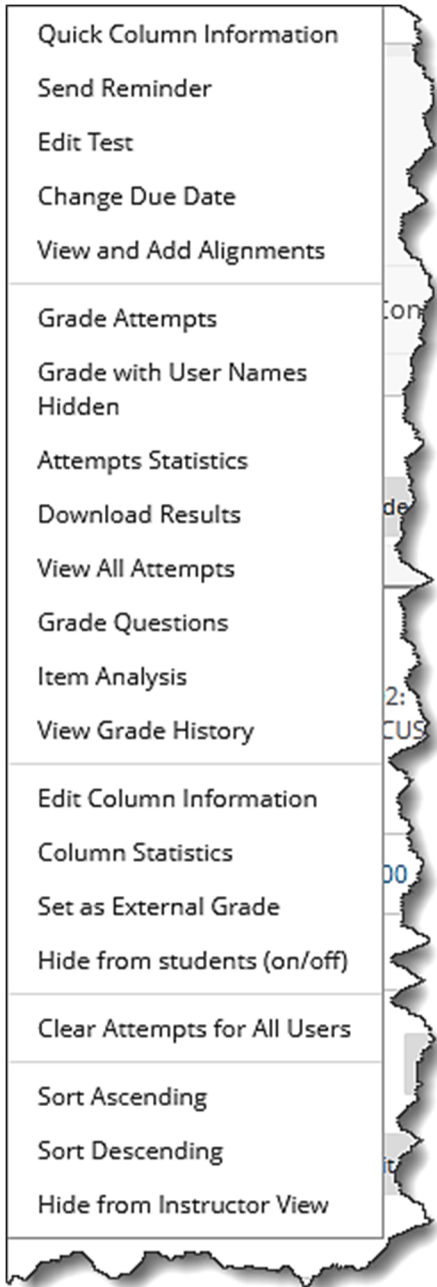 Quick Column Information
Send Reminder
Edit Test
Change Due Date
View and Add Alignments
Grade Attempts
Grade with User Names
Hidden
Attempts Statistics
Download Results
View All Attempts
Grade Questions
Item Analysis
View Grade History
Edit Column Information
Column Statistics
Set as External Grade
Hide from students (on/off)
Clear Attempts for All Users
Sort Ascending
Sort Descending
Hide from Instructor View